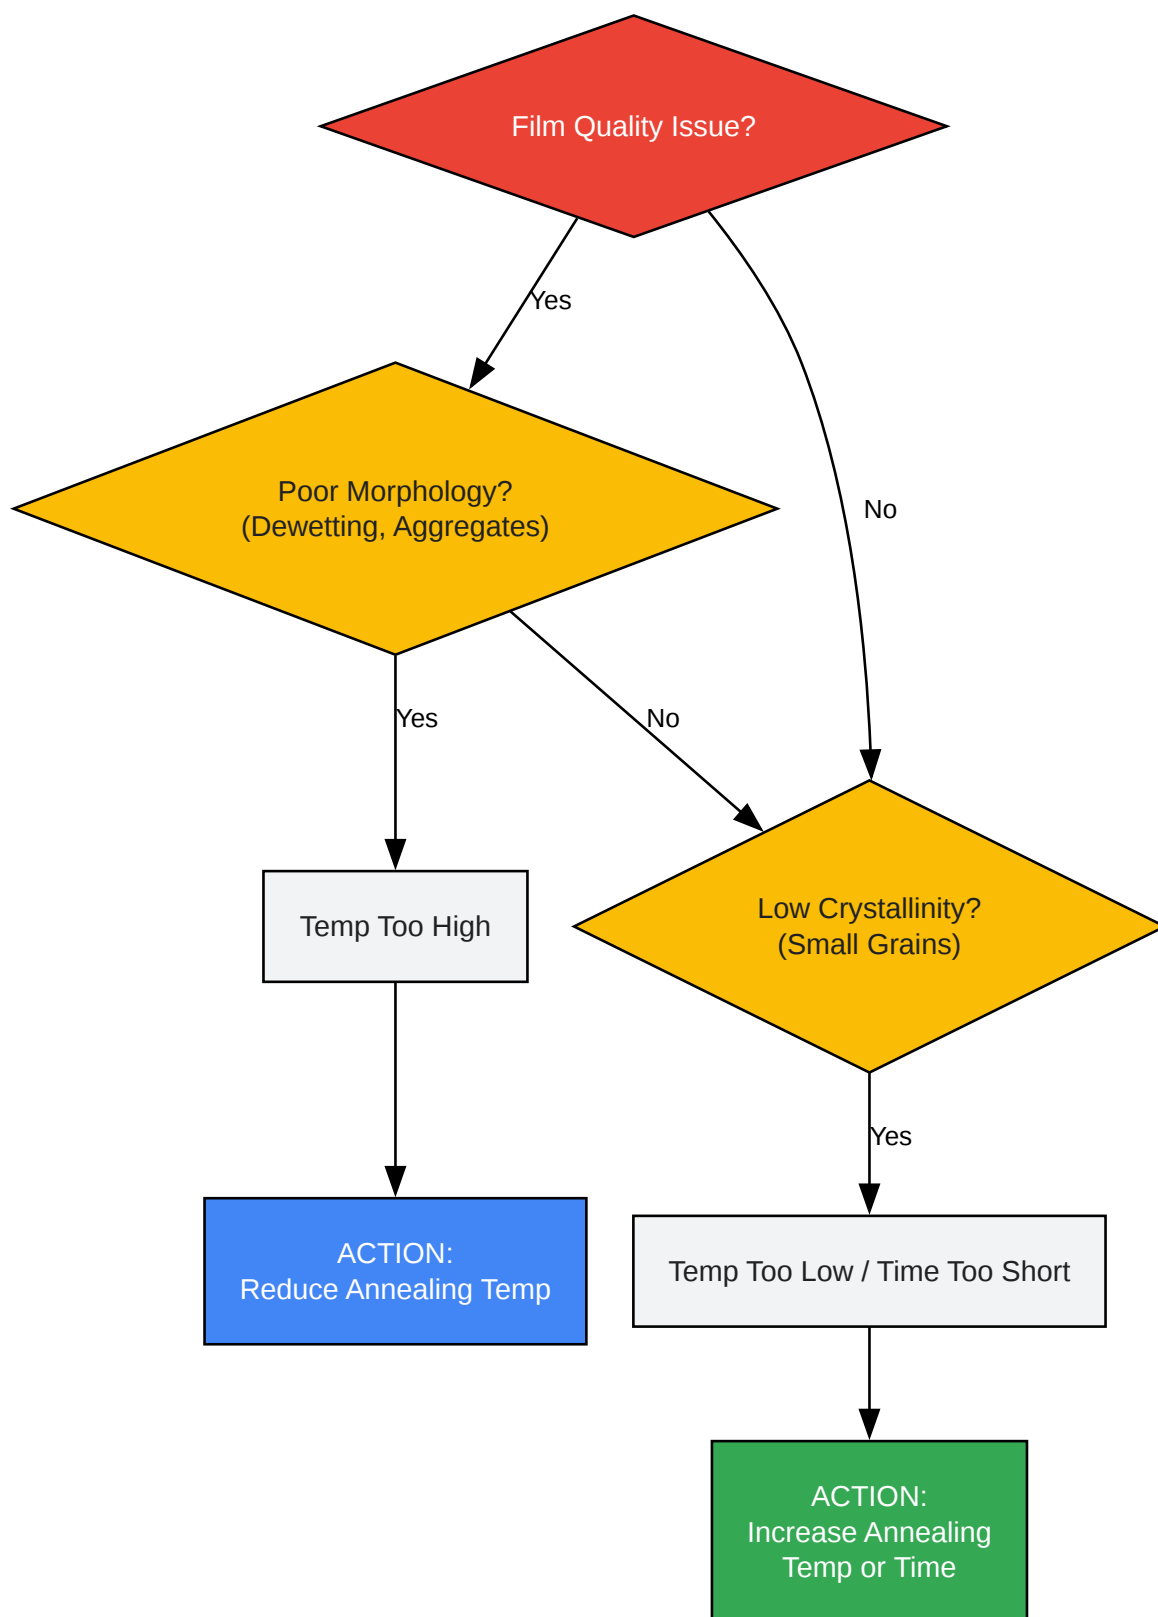 Film Quality Issue?
Yes
Poor Morphology?
(Dewetting, Aggregates)
No
Yes
No
Temp Too High
Low Crystallinity?
(Small Grains)
Yes
ACTION:
Reduce Annealing Temp
Temp Too Low / Time Too Short
ACTION:
Increase Annealing
Temp or Time